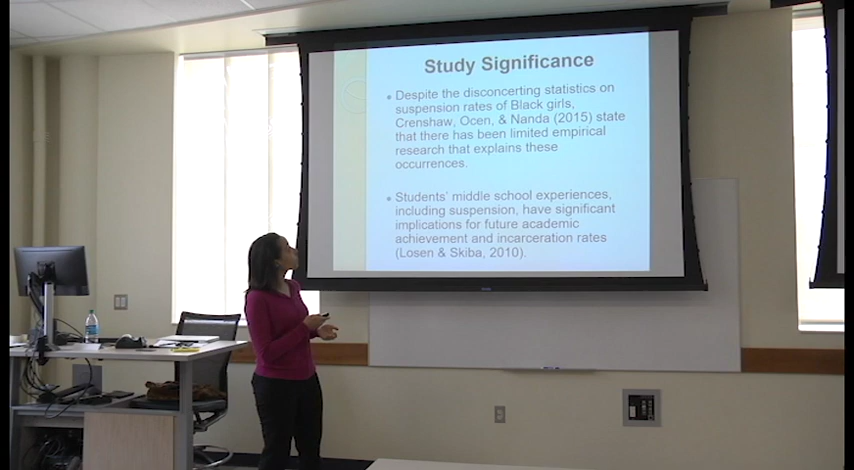 Study Significance
• Despite the disconcerting statistics on
suspension rates of Black girls,
Crenshaw, Ocen, & Nanda (2015) state
that there has been limited empirical
research that explains these
occurrences.
• Students' middle school experiences,
including suspension, have significant
implications for future academic
achievement and incarceration rates
(Losen & Skiba, 2010).